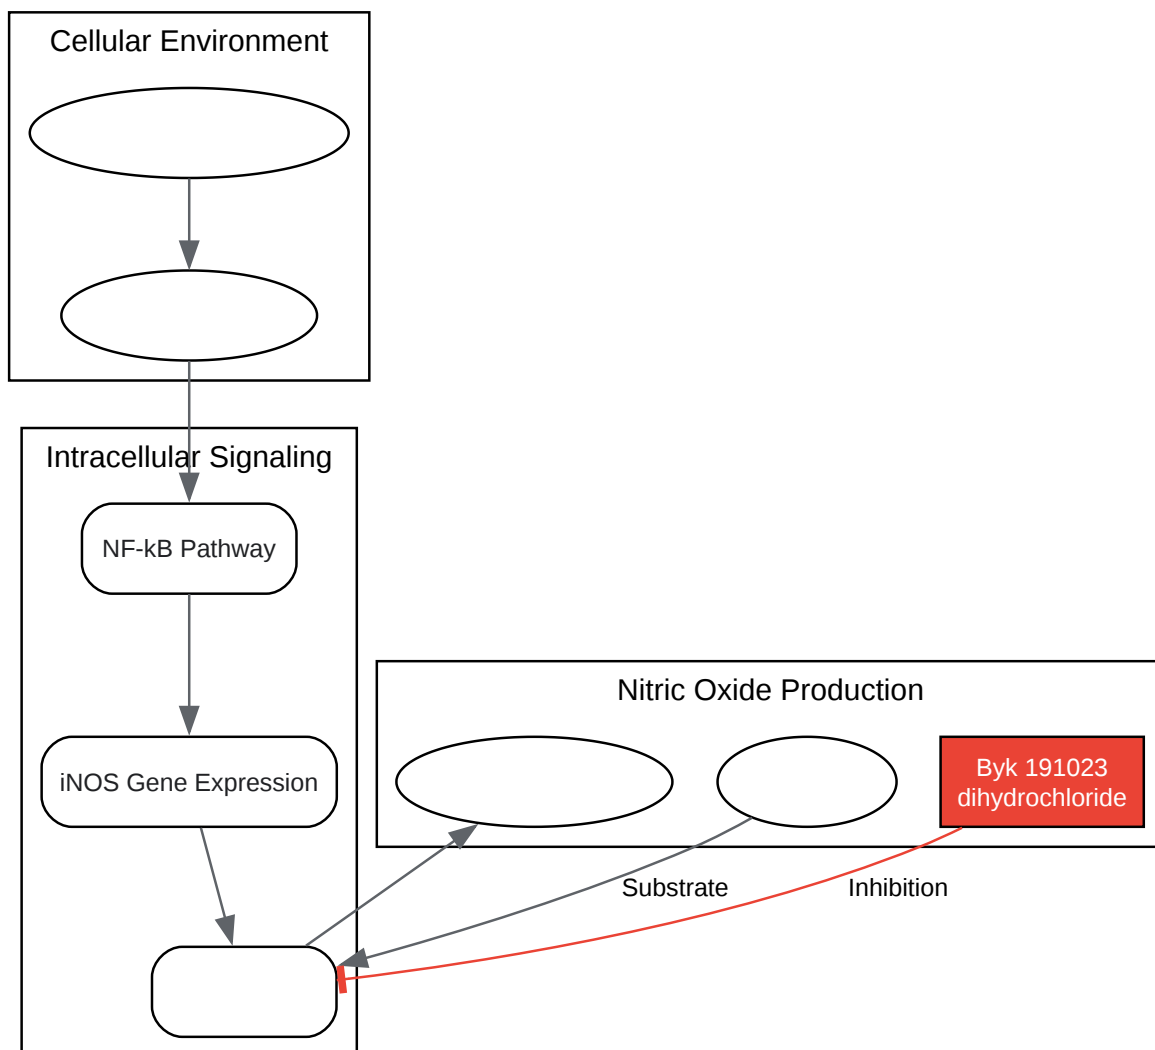 Cellular Environment
Intracellular Signaling
NF-kB Pathway
Nitric Oxide Production
iNOS Gene Expression
Byk 191023
dihydrochloride
Substrate
Inhibition